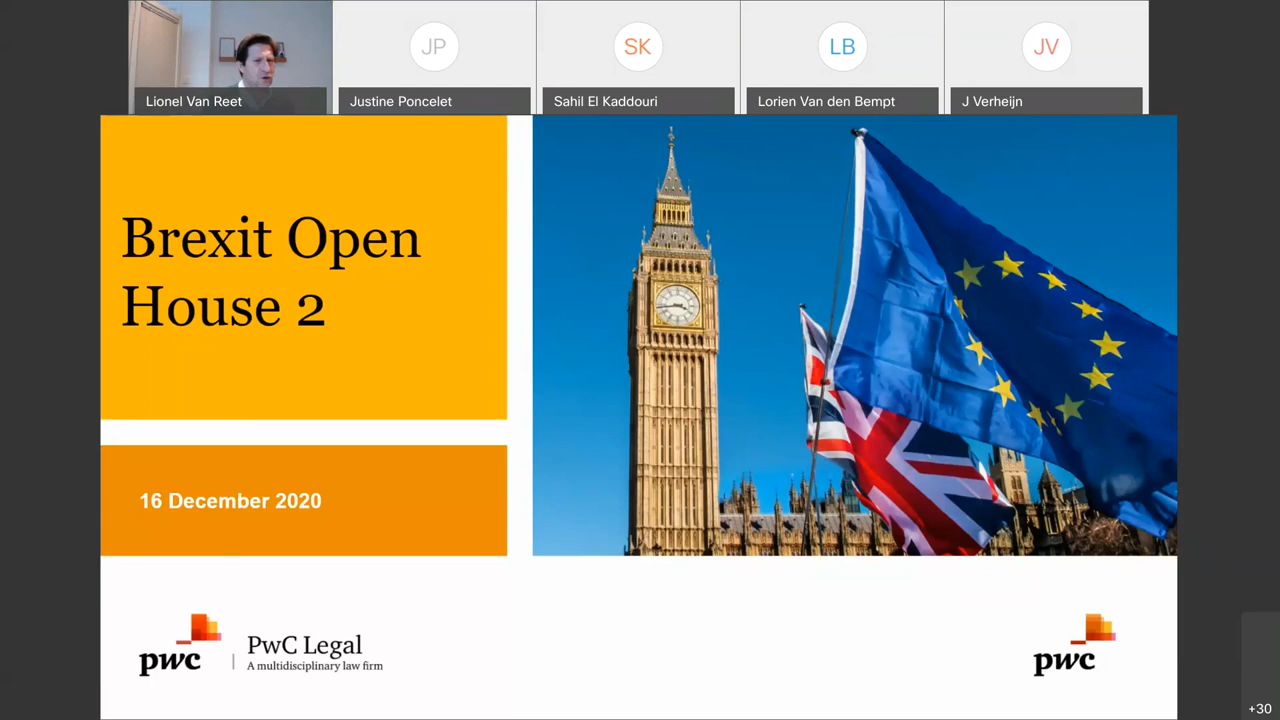 JP
SK
LB
JV
Lionel Van Reet
Justine Poncelet
Sahil El Kaddouri
Lorien Van den Bempt
J Verheijn
Brexit Open
House 2
16 December 2020
pwc
PwC Legal
A multidisciplinary law firm
pwc
+30